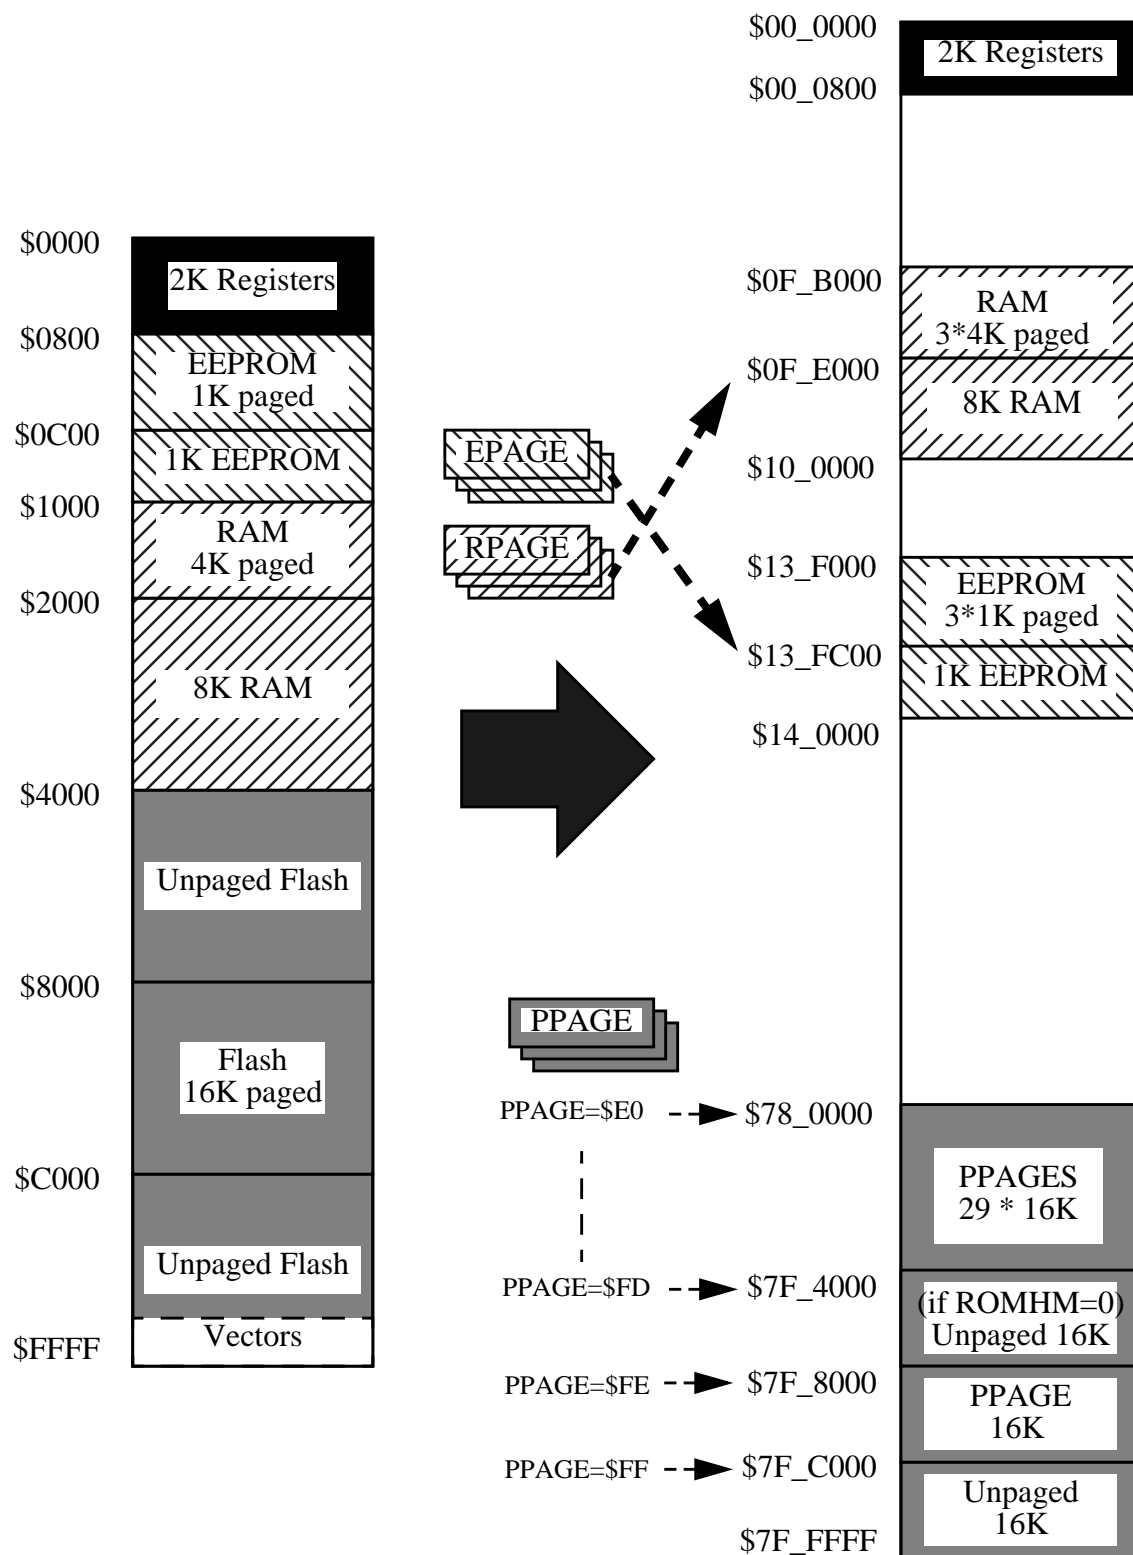 $0000
2K Registers
$0800
EEPROM
1K paged
$0C00
1K EEPROM
$1000
RAM
4K paged
$2000
8K RAM
$4000
Unpaged Flash
$8000
Flash
16K paged
$C000
Unpaged Flash
Vectors
$FFFF
EPAGE
RPAGE
PPAGE
PPAGE=$E0
PPAGE=$FD
PPAGE=$FE
PPAGE=$FF
$00_0000
2K Registers
$00_0800
$0F_B000
RAM
3*4K paged
$0F_E000
8K RAM
$10_0000
$13_F000
EEPROM
3*1K paged
$13_FC00
1K EEPROM
$14_0000
$78_0000
PPAGES
29 * 16K
$7F_4000
(if ROMHM=0)
Unpaged 16K
$7F_8000
PPAGE
16K
$7F_C000
Unpaged
16K
$7F_FFFF